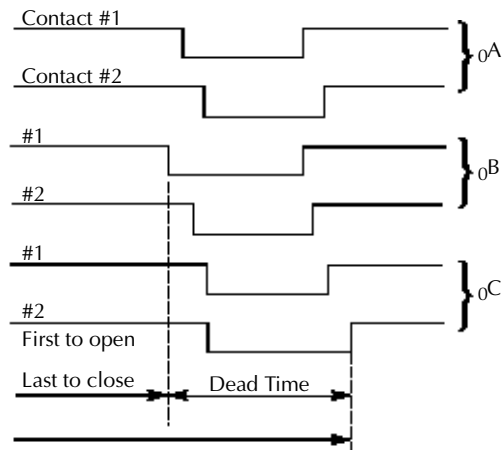 Contact #1
0A
Contact #2
#1
0B
#2
#1
0C
#2
First to open
Last to close
Dead Time